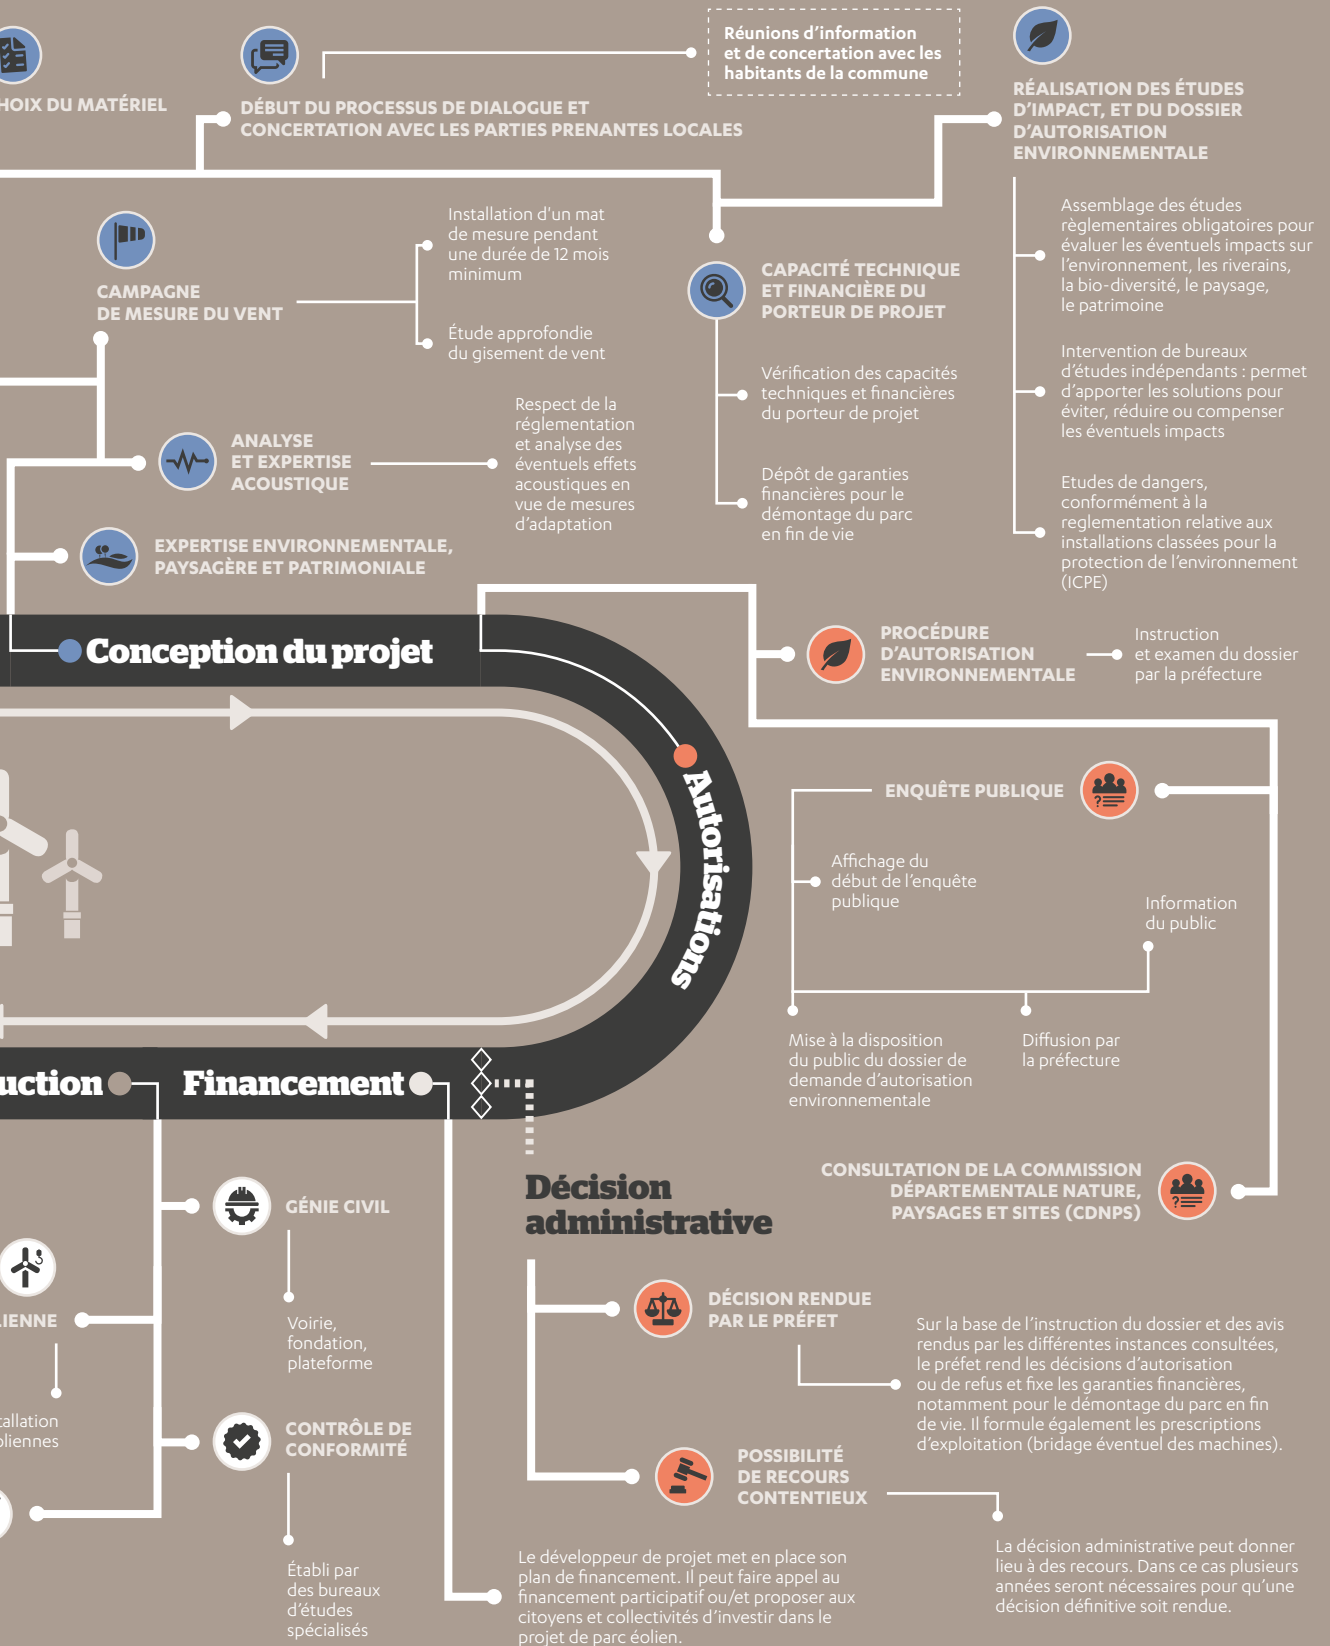 HOIX DU MATÉRIEL
DÉBUT DU PROCESSUS DE DIALOGUE ET
CONCERTATION AVEC LES PARTIES PRENANTES LOCALES
Réunions d'information
et de concertation avec les
habitants de la commune
RÉALISATION DES ÉTUDES
D'IMPACT, ET DU DOSSIER
D'AUTORISATION
ENVIRONNEMENTALE
Assemblage des études
règlementaires obligatoires pour
évaluer les éventuels impacts sur
l'environnement, les riverains,
la bio-diversité, le paysage,
le patrimoine
Intervention de bureaux
d'études indépendants : permet
d'apporter les solutions pour
éviter, réduire ou compenser
les éventuels impacts
Etudes de dangers,
conformément à la
reglementation relative aux
installations classées pour la
protection de l'environnement
(ICPE)
CAMPAGNE
DE MESURE DU VENT
Installation d'un mat
de mesure pendant
une durée de 12 mois
minimum
Étude approfondie
du gisement de vent
CAPACITÉ TECHNIQUE
ET FINANCIÈRE DU
PORTEUR DE PROJET
Vérification des capacités
techniques et financières
du porteur de projet
Dépôt de garanties
financières pour le
démontage du parc
en fin de vie
ANALYSE
ET EXPERTISE
ACOUSTIQUE
Respect de la
réglementation
et analyse des
éventuels effets
acoustiques en
vue de mesures
d'adaptation
EXPERTISE ENVIRONNEMENTALE,
PAYSAGÈRE ET PATRIMONIALE
Conception du projet
PROCÉDURE
D'AUTORISATION
ENVIRONNEMENTALE
Instruction
et examen du dossier
par la préfecture
Autorisations
ENQUÊTE PUBLIQUE
Affichage du
début de l'enquête
publique
Information
du public
Mise à la disposition
du public du dossier de
demande d'autorisation
environnementale
Diffusion par
la préfecture
CONSULTATION DE LA COMMISSION
DÉPARTEMENTALE NATURE,
PAYSAGES ET SITES (CDNPS)
uction
Financement
Décision
administrative
DÉCISION RENDUE
PAR LE PRÉFET
Sur la base de l'instruction du dossier et des avis
rendus par les différentes instances consultées,
le préfet rend les décisions d'autorisation
ou de refus et fixe les garanties financières,
notamment pour le démontage du parc en fin
de vie. Il formule également les prescriptions
d'exploitation (bridage éventuel des machines).
POSSIBILITÉ
DE RECOURS
CONTENTIEUX
La décision administrative peut donner
lieu à des recours. Dans ce cas plusieurs
années seront nécessaires pour qu'une
décision définitive soit rendue.
GÉNIE CIVIL
Voirie,
fondation,
plateforme
LIENNE
tallation
oliennes
CONTRÔLE DE
CONFORMITÉ
Établi par
des bureaux
d'études
spécialisés
Le développeur de projet met en place son
plan de financement. Il peut faire appel au
financement participatif ou/et proposer aux
citoyens et collectivités d'investir dans le
projet de parc éolien.